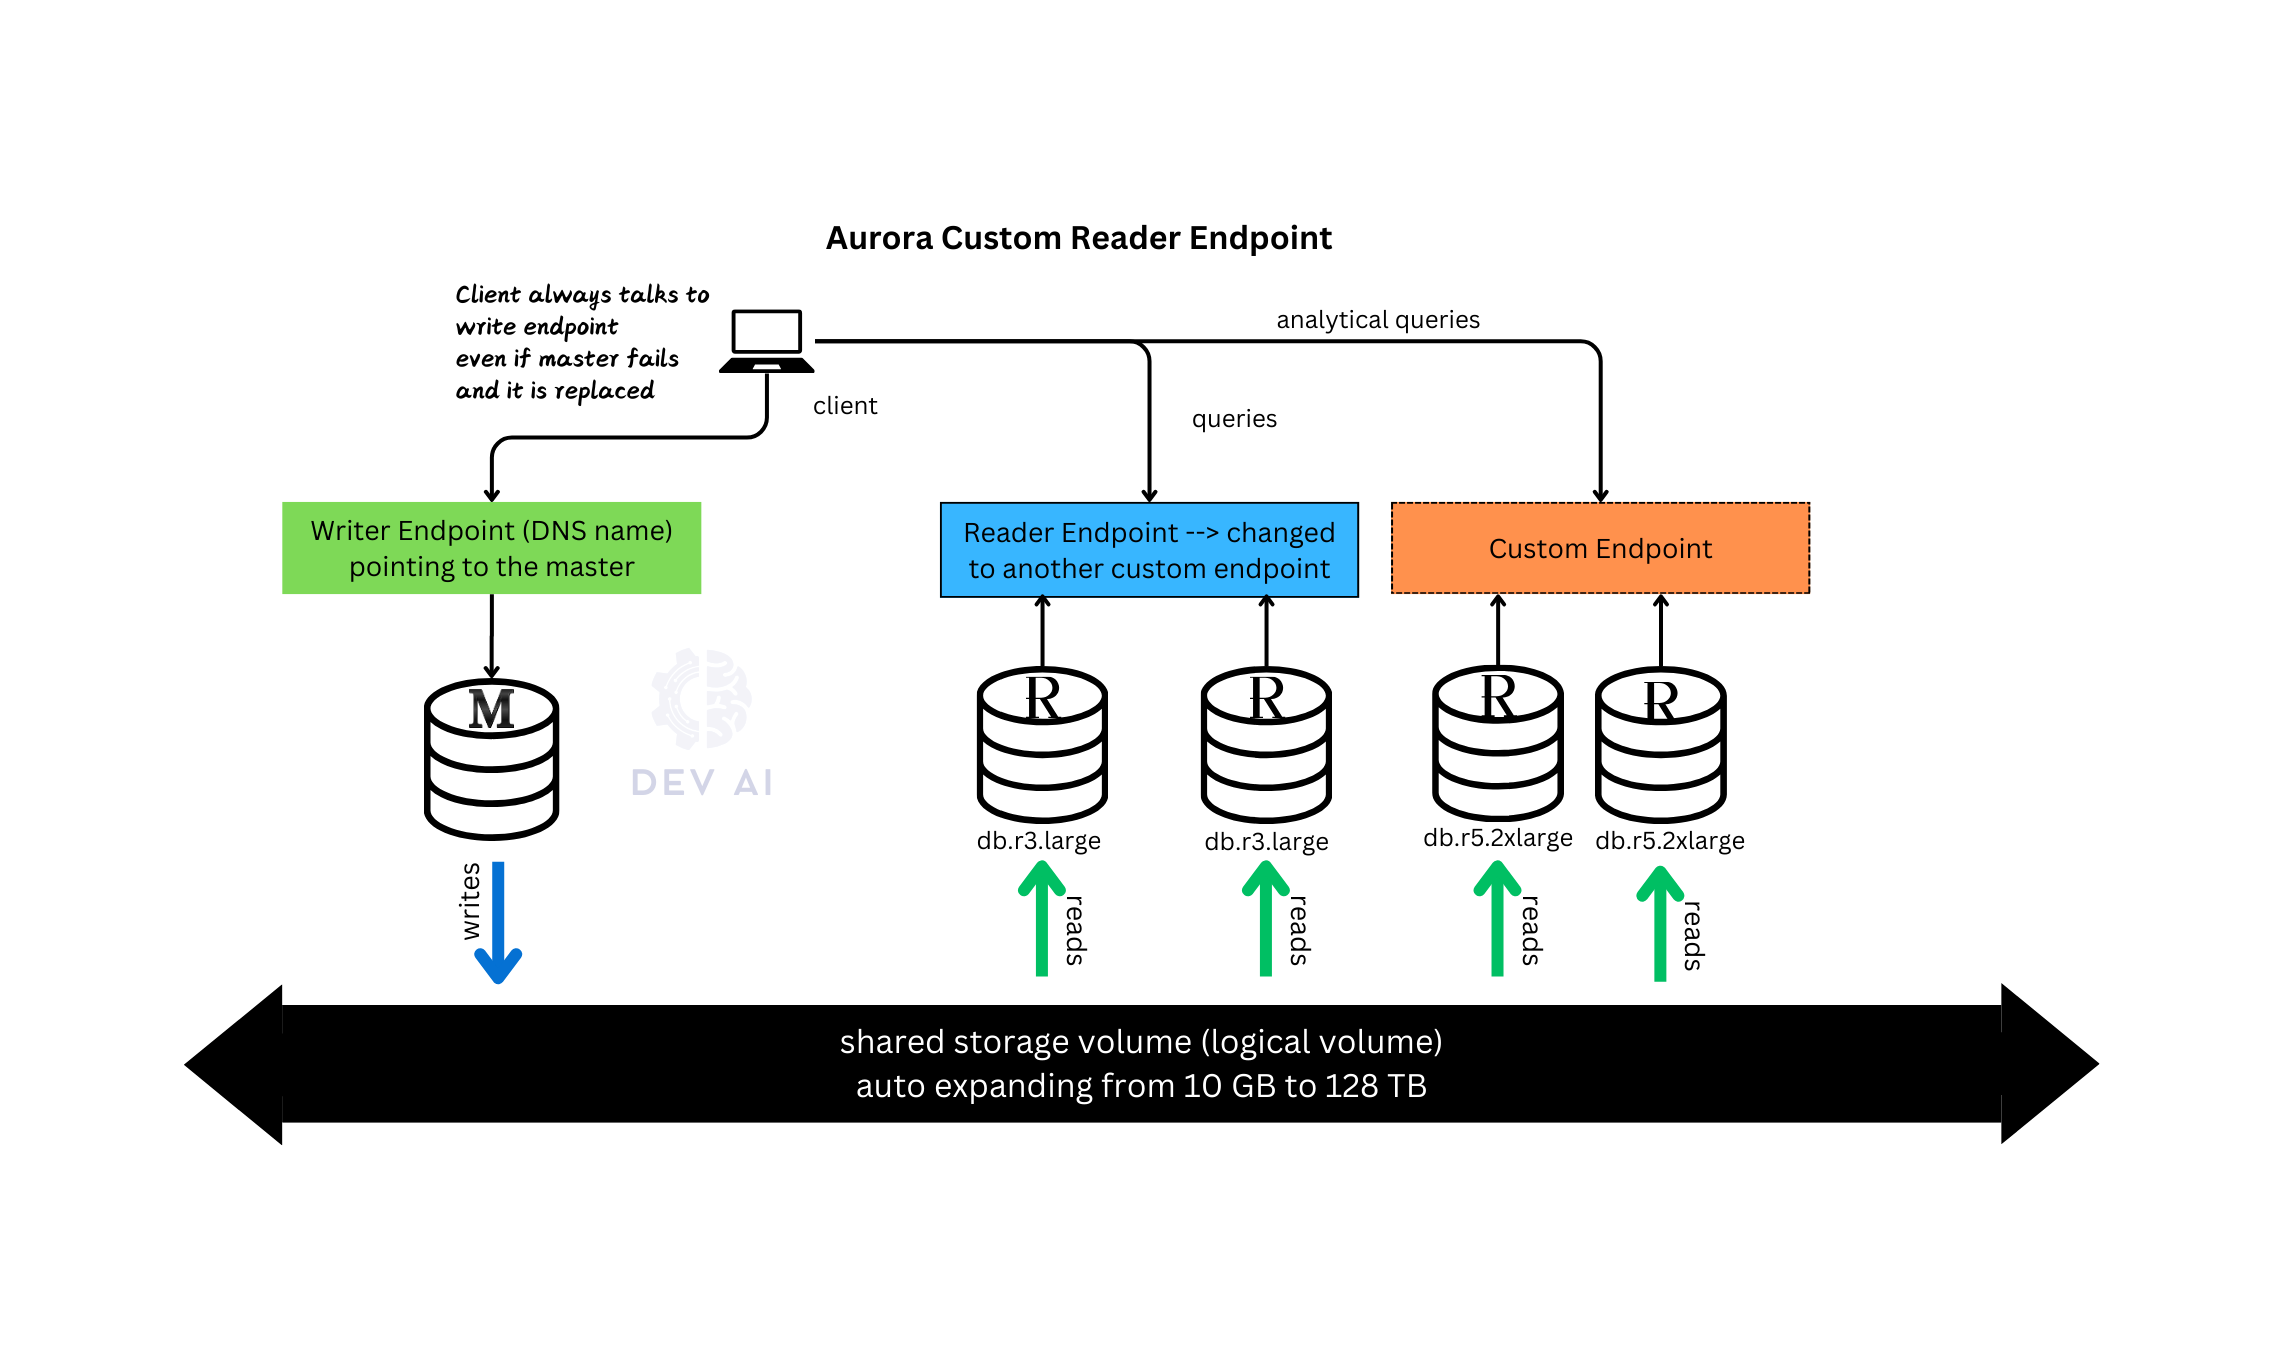 Aurora Custom Reader Endpoint
Client always talks to
write endpoint
even if master fails
and it is replaced
analytical queries
client
queries
Writer Endpoint (DNS name)
pointing to the master
Reader Endpoint --> changed
to another custom endpoint
Custom Endpoint
M
R
R
R
R
DEV AI
db.r3.large
db.r3.large
db.r5.2xlarge
db.r5.2xlarge
writes
reads
reads
reads
reads
shared storage volume (logical volume)
auto expanding from 10 GB to 128 TB